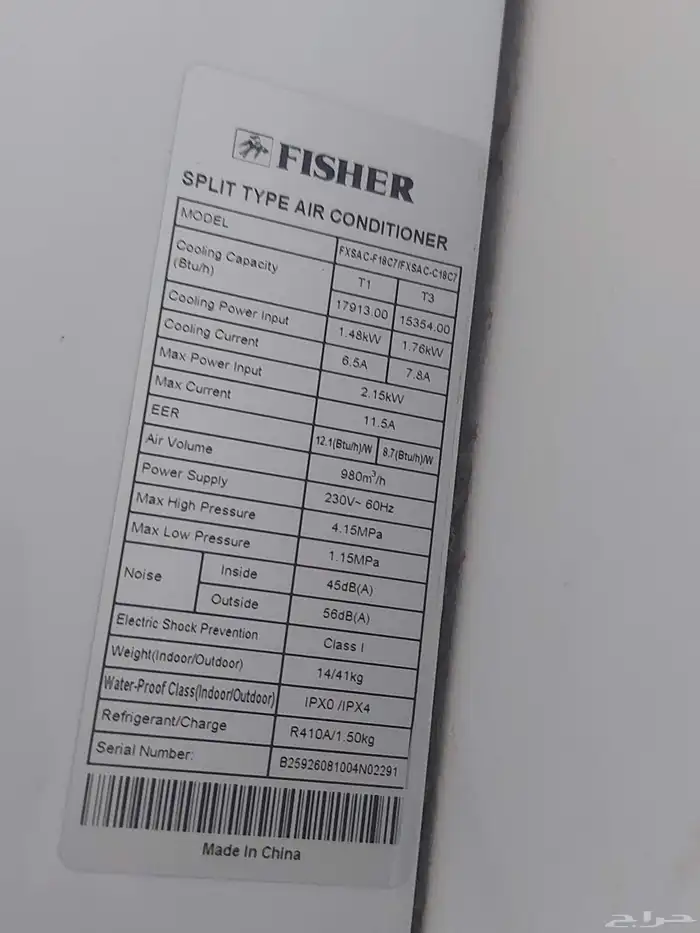 FISHER
SPLIT TYPE AIR CONDITIONER
MODEL FXSAC-F18C7/FXSAC-C18C7
Cooling Capacity (Btu/h) T1 T3
17913.00 15354.00
Cooling Power Input 1.48kW 1.76kW
Cooling Current 6.5A 7.8A
Max Power Input 2.15kW
Max Current 11.5A
EER 12.1(Btu/h)/W 8.7(Btu/h)/W
Air Volume 980m³/h
Power Supply 230V~ 60Hz
Max High Pressure 4.15MPa
Max Low Pressure 1.15MPa
Noise Inside 45dB(A)
Outside 56dB(A)
Electric Shock Prevention Class I
Weight(Indoor/Outdoor) 14/41kg
Water-Proof Class(Indoor/Outdoor) IPX0 /IPX4
Refrigerant/Charge R410A/1.50kg
Serial Number: B25926081004N02291
Made In China
حراج